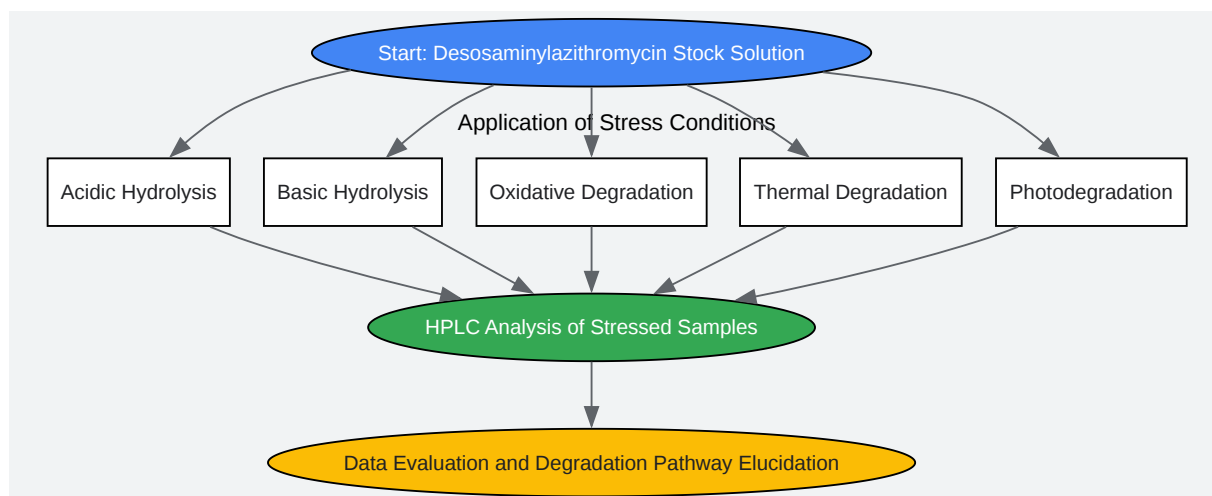 Start: Desosaminylazithromycin Stock Solution
Application of Stress Conditions
Acidic Hydrolysis
Basic Hydrolysis
Oxidative Degradation
Thermal Degradation
Photodegradation
HPLC Analysis of Stressed Samples
Data Evaluation and Degradation Pathway Elucidation